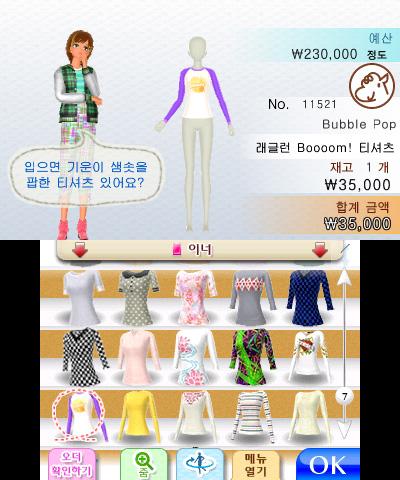 예산
₩230,000 정도
No. 11521
Bubble Pop
래글런 Boooom! 티셔츠
재고 1 개
₩35,000
합계 금액
₩35,000
입으면 기운이 샘솟을
팝한 티셔츠 있어요?
이너
7
오더
확인하기
줌
메뉴
열기
OK